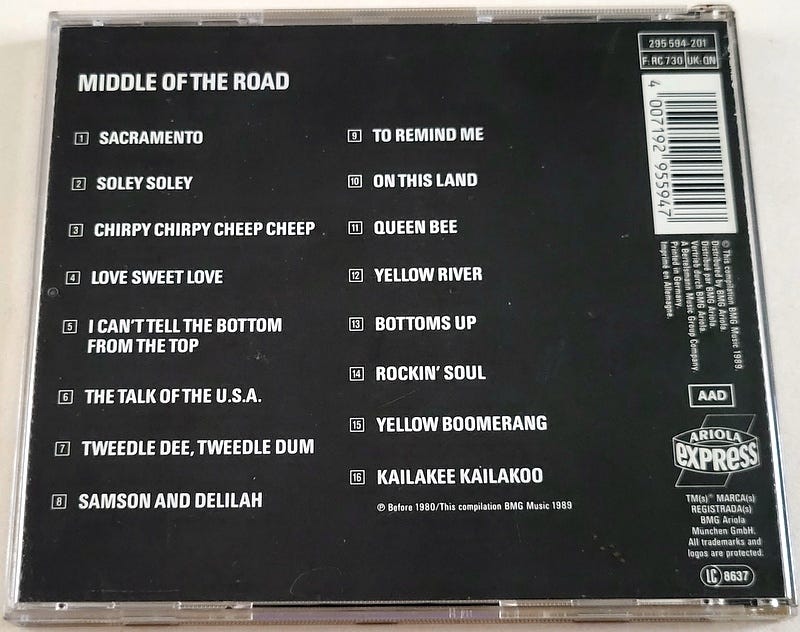 MIDDLE OF THE ROAD
1 SACRAMENTO
2 SOLEY SOLEY
3 CHIRPY CHIRPY CHEEP CHEEP
4 LOVE SWEET LOVE
5 I CAN'T TELL THE BOTTOM
FROM THE TOP
6 THE TALK OF THE U.S.A.
7 TWEEDLE DEE, TWEEDLE DUM
8 SAMSON AND DELILAH
9 TO REMIND ME
10 ON THIS LAND
11 QUEEN BEE
12 YELLOW RIVER
13 BOTTOMS UP
14 ROCKIN' SOUL
15 YELLOW BOOMERANG
16 KAILAKEE KAILAKOO
℗ Before 1980/This compilation BMG Music 1989
295 594-201
F: RC 730 UK: QN
4 007192 955947
© This compilation BMG Music 1989.
Distributed by BMG Ariola
Distribué par BMG Ariola.
Vertrieb durch BMG Ariola.
A Bertelsmann Music Group Company.
Printed in Germany.
Imprimé en Allemagne.
AAD
ARIOLA
EXPRESS
TM(s)® MARCA(s)
REGISTRADA(s)
BMG Ariola
München GmbH.
All trademarks and
logos are protected.
LC 8637